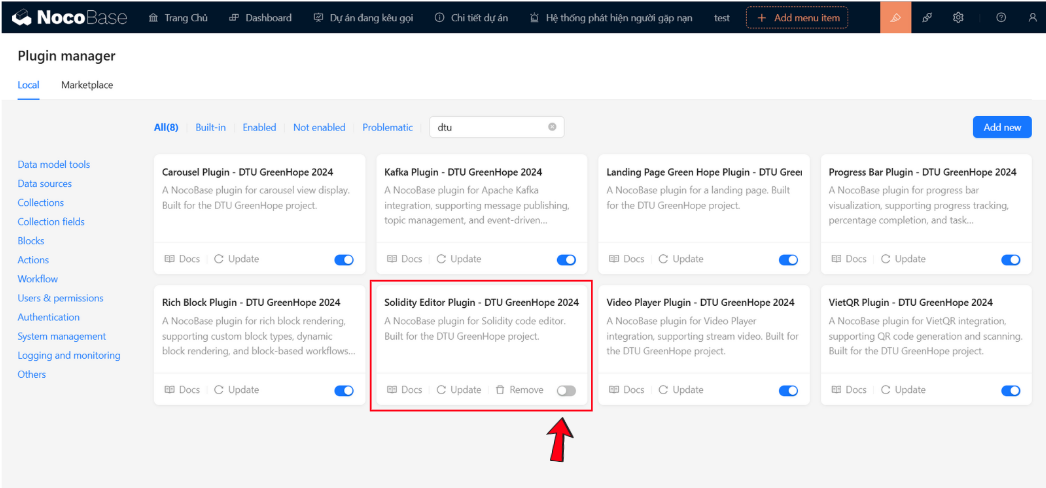 NocoBase Trang Chủ Dashboard Dự án đang kêu gọi Chi tiết dự án Hệ thống phát hiện người gặp nạn test + Add menu item
Plugin manager
Local Marketplace
All(8) Built-in Enabled Not enabled Problematic dtu Add new
Data model tools
Data sources
Collections
Collection fields
Blocks
Actions
Workflow
Users & permissions
Authentication
System management
Logging and monitoring
Others
Carousel Plugin - DTU GreenHope 2024
A NocoBase plugin for carousel view display.
Built for the DTU GreenHope project.
Docs Update
Kafka Plugin - DTU GreenHope 2024
A NocoBase plugin for Apache Kafka
integration, supporting message publishing,
topic management, and event-driven...
Docs Update
Landing Page Green Hope Plugin - DTU Green
A NocoBase plugin for a landing page. Built
for the DTU GreenHope project.
Docs Update
Progress Bar Plugin - DTU GreenHope 2024
A NocoBase plugin for progress bar
visualization, supporting progress tracking,
percentage completion, and task...
Docs Update
Rich Block Plugin - DTU GreenHope 2024
A NocoBase plugin for rich block rendering,
supporting custom block types, dynamic
block rendering, and block-based workflows...
Docs Update
Solidity Editor Plugin - DTU GreenHope 2024
A NocoBase plugin for Solidity code editor.
Built for the DTU GreenHope project.
Docs Update Remove
Video Player Plugin - DTU GreenHope 2024
A NocoBase plugin for Video Player
integration, supporting stream video. Built for
the DTU GreenHope project.
Docs Update
VietQR Plugin - DTU GreenHope 2024
A NocoBase plugin for VietQR integration,
supporting QR code generation and scanning.
Built for the DTU GreenHope project.
Docs Update